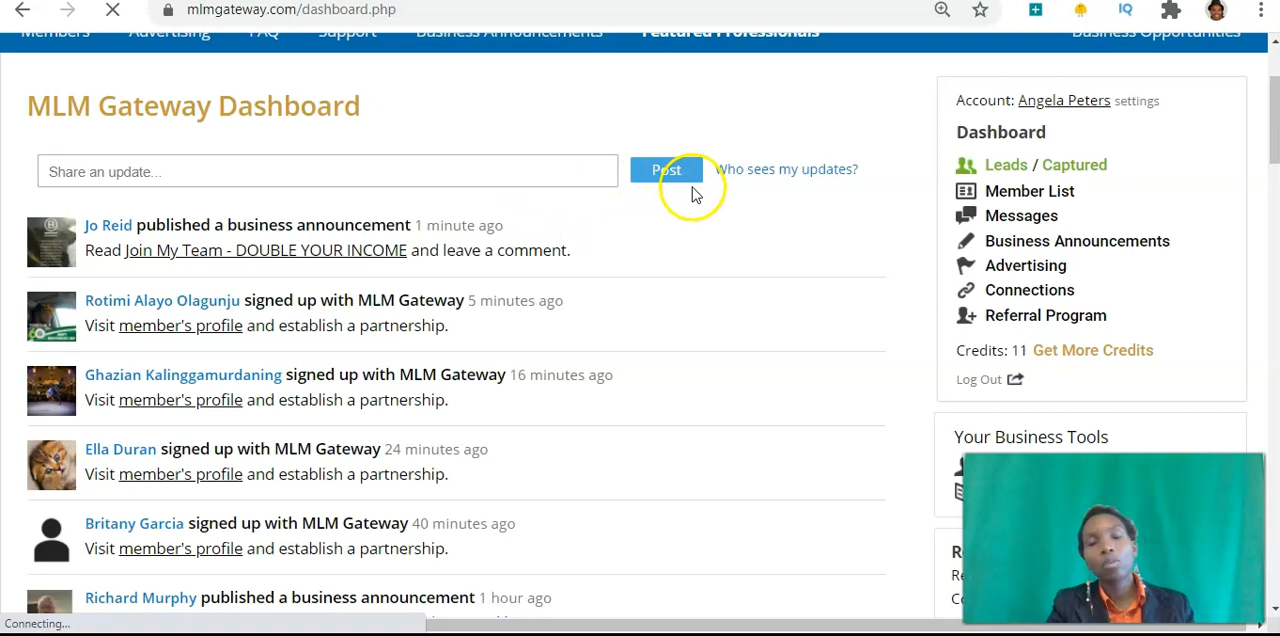 mlmgateway.com/dashboard.php
Members Advertising FAQ Support Business Announcements Featured Professionals Business Opportunities
MLM Gateway Dashboard
Share an update...
Post
Who sees my updates?
Jo Reid published a business announcement 1 minute ago
Read Join My Team - DOUBLE YOUR INCOME and leave a comment.
Rotimi Alayo Olagunju signed up with MLM Gateway 5 minutes ago
Visit member's profile and establish a partnership.
Ghazian Kalinggamurdaning signed up with MLM Gateway 16 minutes ago
Visit member's profile and establish a partnership.
Ella Duran signed up with MLM Gateway 24 minutes ago
Visit member's profile and establish a partnership.
Britany Garcia signed up with MLM Gateway 40 minutes ago
Visit member's profile and establish a partnership.
Richard Murphy published a business announcement 1 hour ago
Connecting...
Account: Angela Peters settings
Dashboard
Leads / Captured
Member List
Messages
Business Announcements
Advertising
Connections
Referral Program
Credits: 11 Get More Credits
Log Out
Your Business Tools